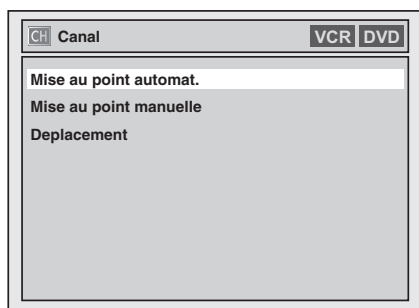 CH Canal VCR DVD
Mise au point automat.
Mise au point manuelle
Deplacement